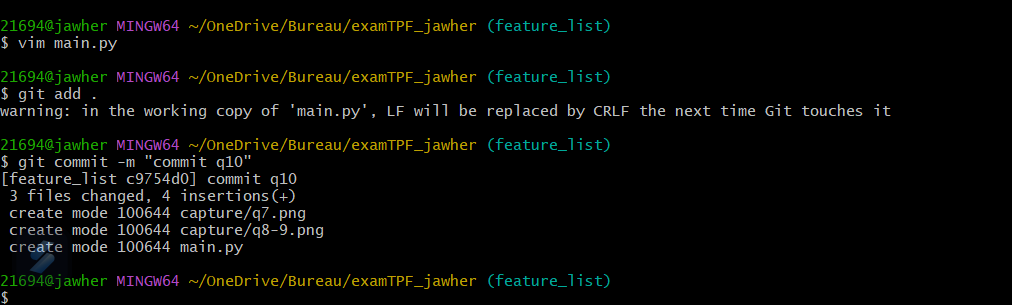 21694@jawher MINGW64 ~/OneDrive/Bureau/examTPF_jawher (feature_list)
$ vim main.py
21694@jawher MINGW64 ~/OneDrive/Bureau/examTPF_jawher (feature_list)
$ git add .
warning: in the working copy of 'main.py', LF will be replaced by CRLF the next time Git touches it
21694@jawher MINGW64 ~/OneDrive/Bureau/examTPF_jawher (feature_list)
$ git commit -m "commit q10"
[feature_list c9754d0] commit q10
 3 files changed, 4 insertions(+)
 create mode 100644 capture/q7.png
 create mode 100644 capture/q8-9.png
 create mode 100644 main.py
21694@jawher MINGW64 ~/OneDrive/Bureau/examTPF_jawher (feature_list)
$